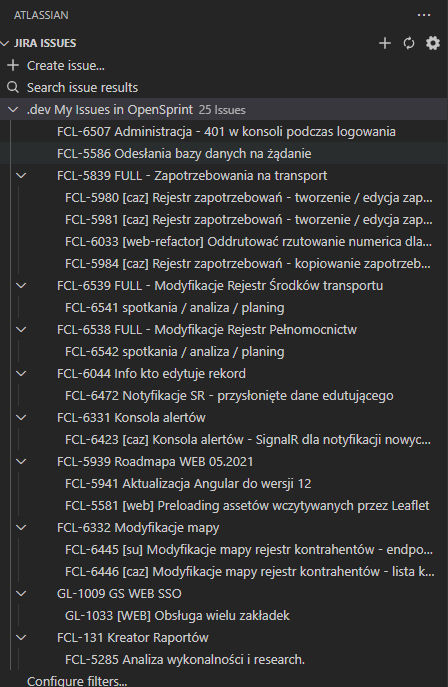 ATLASSIAN
JIRA ISSUES
Create issue...
Search issue results
.dev My Issues in OpenSprint 25 Issues
FCL-6507 Administracja - 401 w konsoli podczas logowania
FCL-5586 Odesłania bazy danych na żądanie
FCL-5839 FULL - Zapotrzebowania na transport
FCL-5980 [caz] Rejestr zapotrzebowań - tworzenie / edycja zap...
FCL-5981 [caz] Rejestr zapotrzebowań - tworzenie / edycja zap...
FCL-6033 [web-refactor] Oddrutować rzutowanie numerica dla...
FCL-5984 [caz] Rejestr zapotrzebowań - kopiowanie zapotrzeb...
FCL-6539 FULL - Modyfikacje Rejestr Środków transportu
FCL-6541 spotkania / analiza / planing
FCL-6538 FULL - Modyfikacje Rejestr Pełnomocnictw
FCL-6542 spotkania / analiza / planing
FCL-6044 Info kto edytuje rekord
FCL-6472 Notyfikacje SR - przysłonięte dane edutującego
FCL-6331 Konsola alertów
FCL-6423 [caz] Konsola alertów - SignalR dla notyfikacji nowyc...
FCL-5939 Roadmapa WEB 05.2021
FCL-5941 Aktualizacja Angular do wersji 12
FCL-5581 [web] Preloading assetów wczytywanych przez Leaflet
FCL-6332 Modyfikacje mapy
FCL-6445 [su] Modyfikacje mapy rejestr kontrahentów - endpo...
FCL-6446 [caz] Modyfikacje mapy rejestr kontrahentów - lista k...
GL-1009 GS WEB SSO
GL-1033 [WEB] Obsługa wielu zakładek
FCL-131 Kreator Raportów
FCL-5285 Analiza wykonalności i research.
Configure filters...